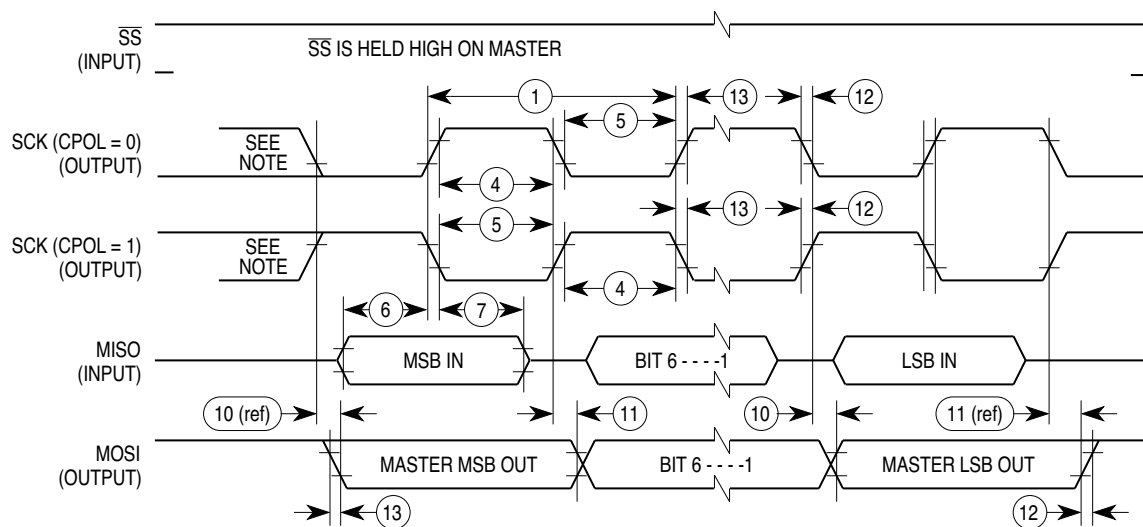 SS
(INPUT)
SS IS HELD HIGH ON MASTER
1
13
12
5
SCK (CPOL = 0)
(OUTPUT)
SEE
NOTE
4
13
12
5
SCK (CPOL = 1)
(OUTPUT)
SEE
NOTE
4
6
7
MISO
(INPUT)
MSB IN
BIT 6 - - - -1
LSB IN
10 (ref)
11
10
11 (ref)
MOSI
(OUTPUT)
MASTER MSB OUT
BIT 6 - - - -1
MASTER LSB OUT
13
12